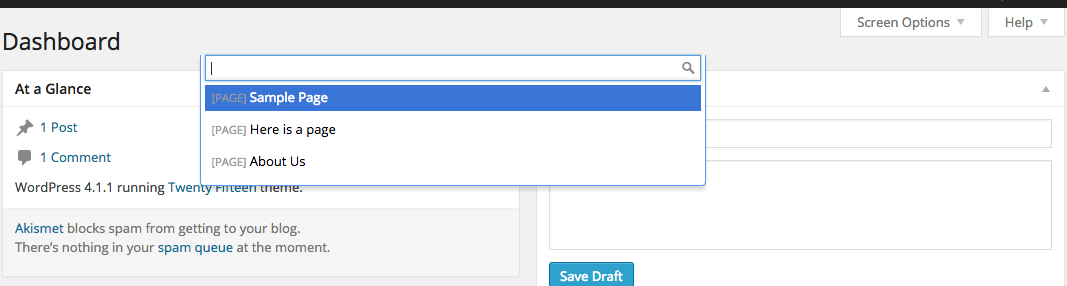 Screen Options
Help
Dashboard
At a Glance
[PAGE] Sample Page
[PAGE] Here is a page
[PAGE] About Us
1 Post
1 Comment
WordPress 4.1.1 running Twenty Fifteen theme.
Akismet blocks spam from getting to your blog.
There's nothing in your spam queue at the moment.
Save Draft